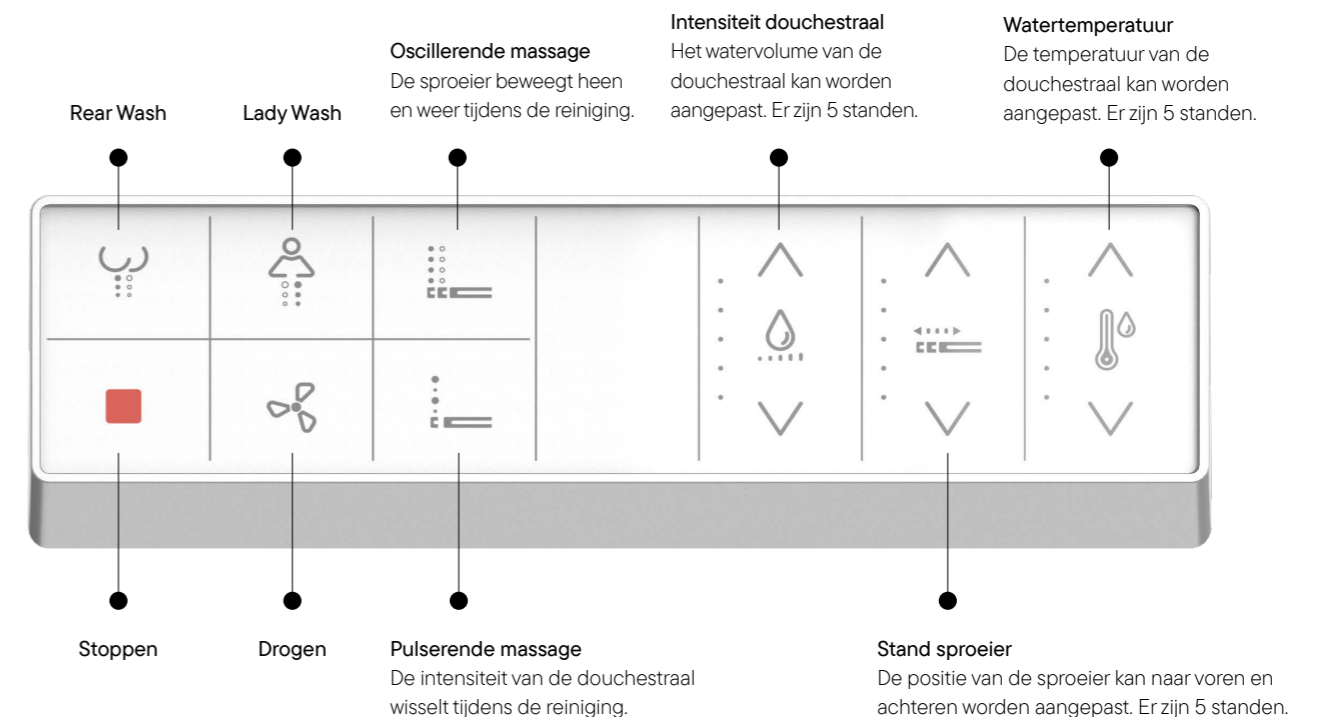 Rear Wash
Lady Wash
Oscillerende massage
De sproeier beweegt heen
en weer tijdens de reiniging.
Intensiteit douchestraal
Het watervolume van de
douchestraal kan worden
aangepast. Er zijn 5 standen.
Watertemperatuur
De temperatuur van de
douchestraal kan worden
aangepast. Er zijn 5 standen.
Stoppen
Drogen
Pulserende massage
De intensiteit van de douchestraal
wisselt tijdens de reiniging.
Stand sproeier
De positie van de sproeier kan naar voren en
achteren worden aangepast. Er zijn 5 standen.